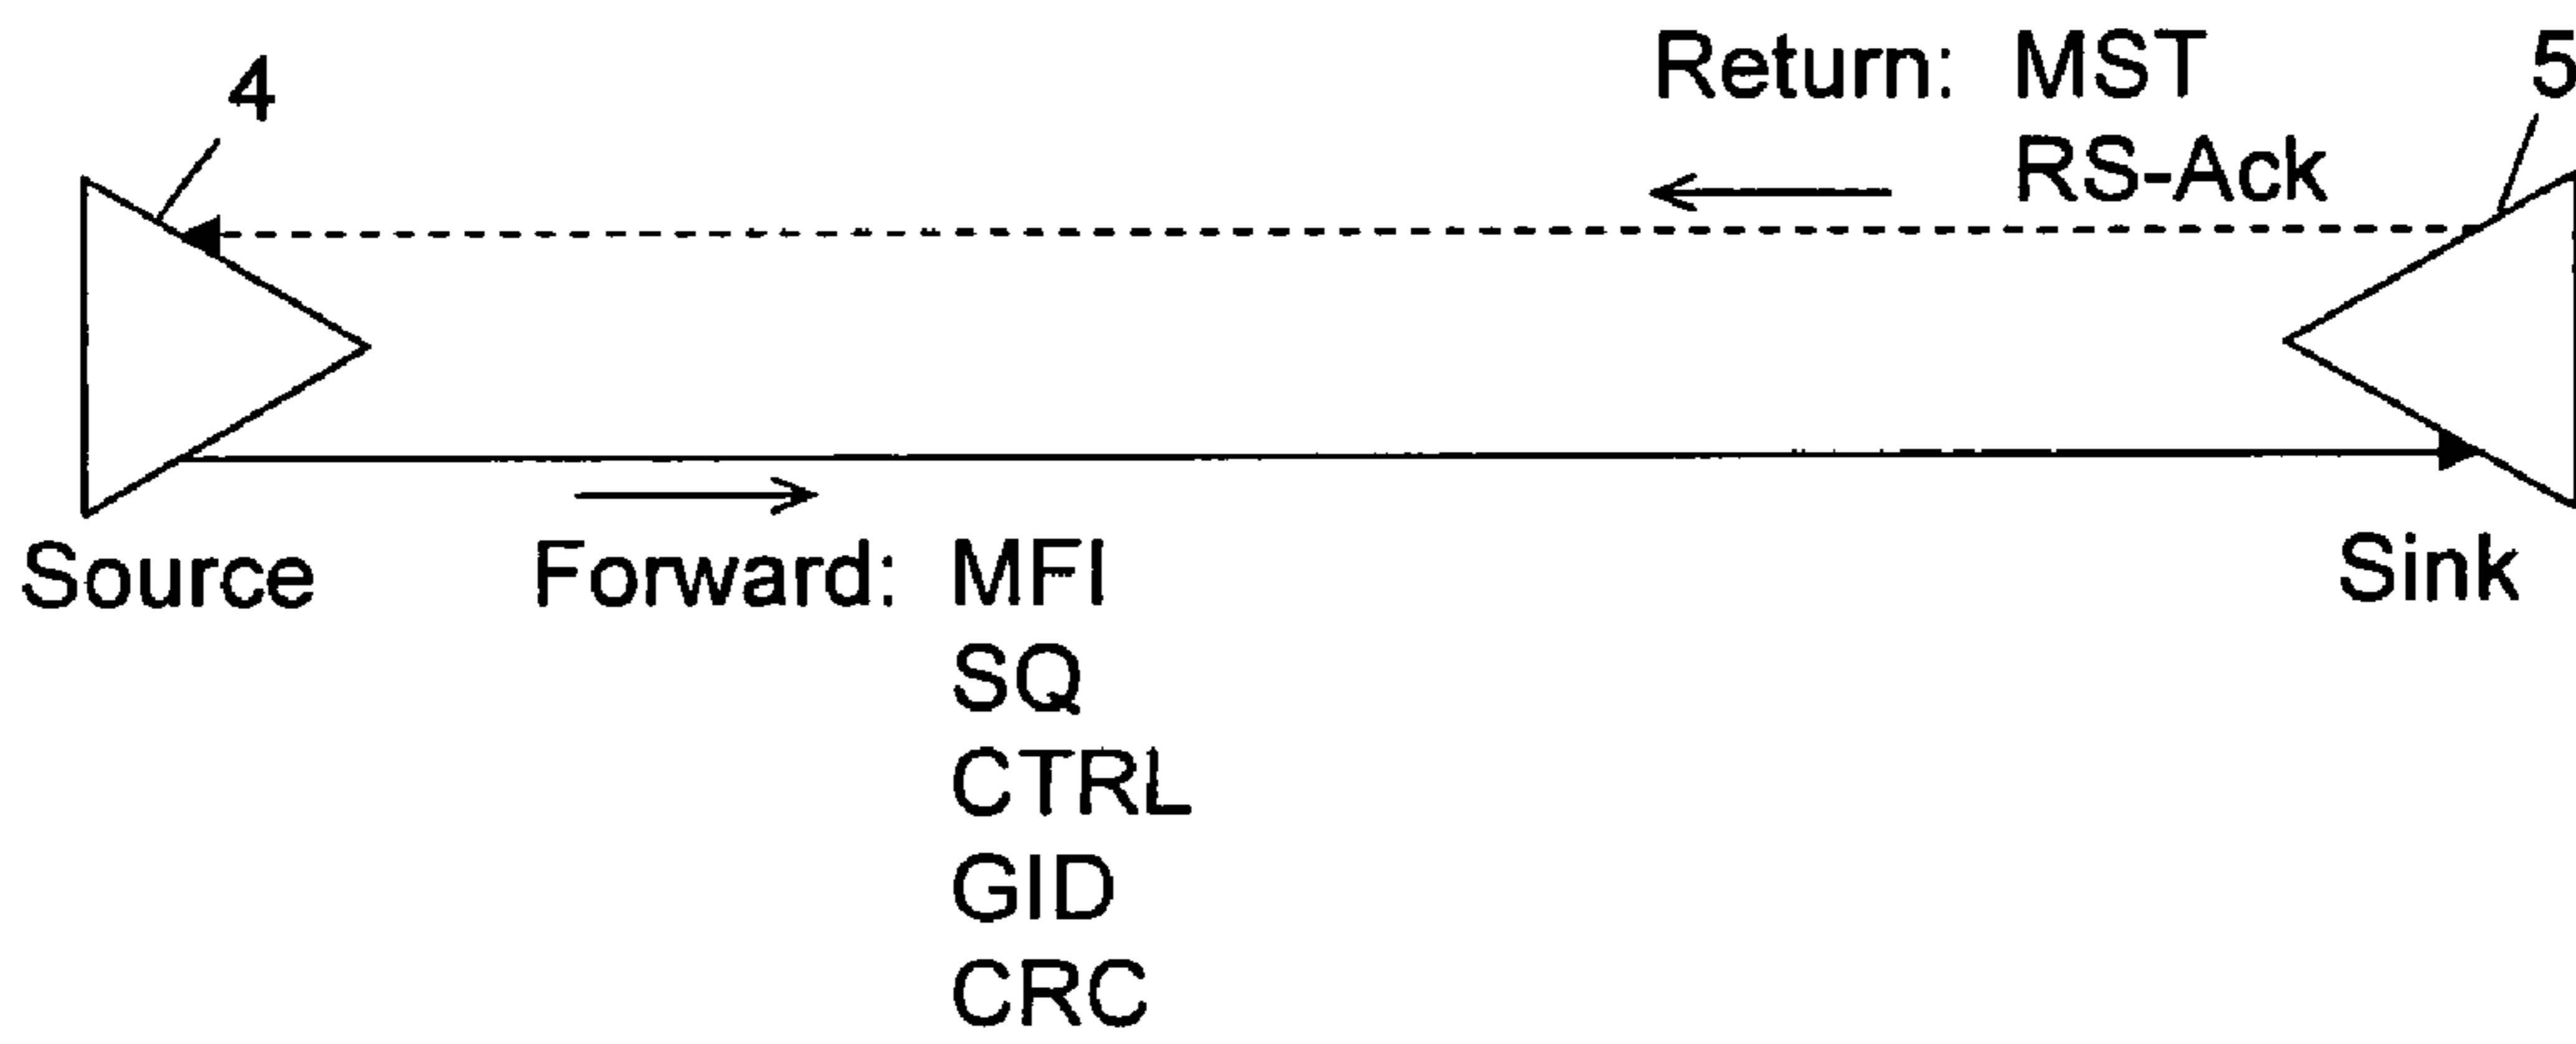 4
Return: MST
5
RS-Ack
Source
Forward: MFI
Sink
SQ
CTRL
GID
CRC